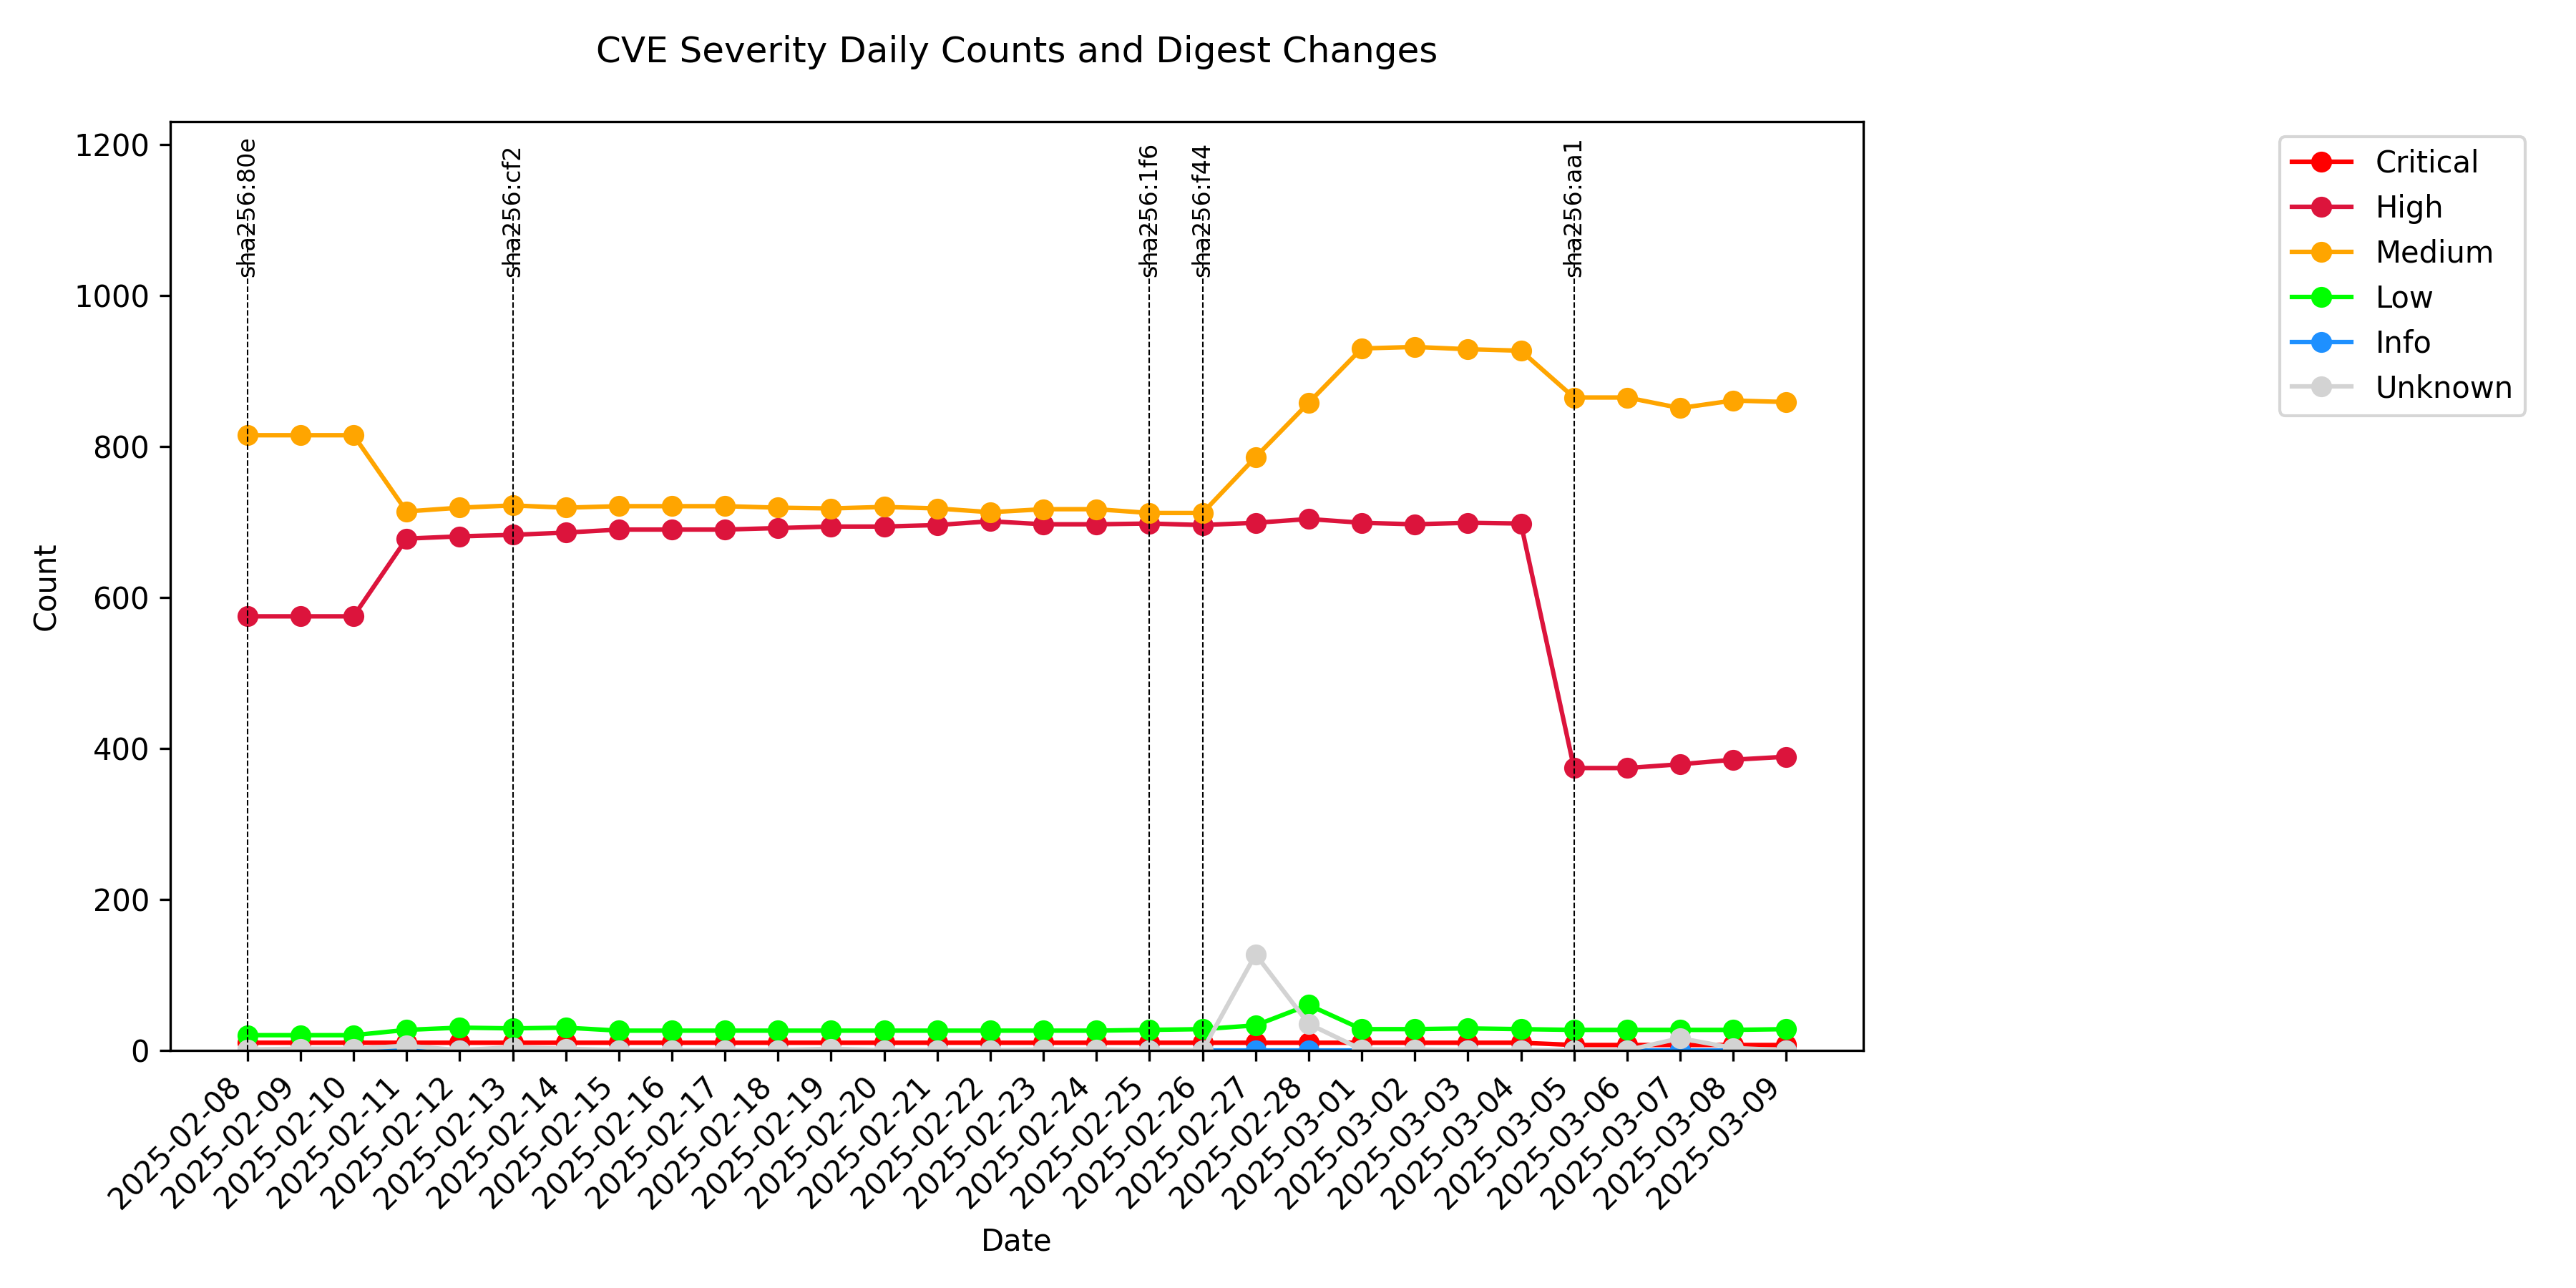 CVE Severity Daily Counts and Digest Changes
1200
1000
800
600
400
200
0
Count
sha256:80e
sha256:cf2
sha256:1f6
sha256:f44
sha256:aa1
Critical
High
Medium
Low
Info
Unknown
2025-02-08
2025-02-09
2025-02-10
2025-02-11
2025-02-12
2025-02-13
2025-02-14
2025-02-15
2025-02-16
2025-02-17
2025-02-18
2025-02-19
2025-02-20
2025-02-21
2025-02-22
2025-02-23
2025-02-24
2025-02-25
2025-02-26
2025-02-27
2025-02-28
2025-03-01
2025-03-02
2025-03-03
2025-03-04
2025-03-05
2025-03-06
2025-03-07
2025-03-08
2025-03-09
Date